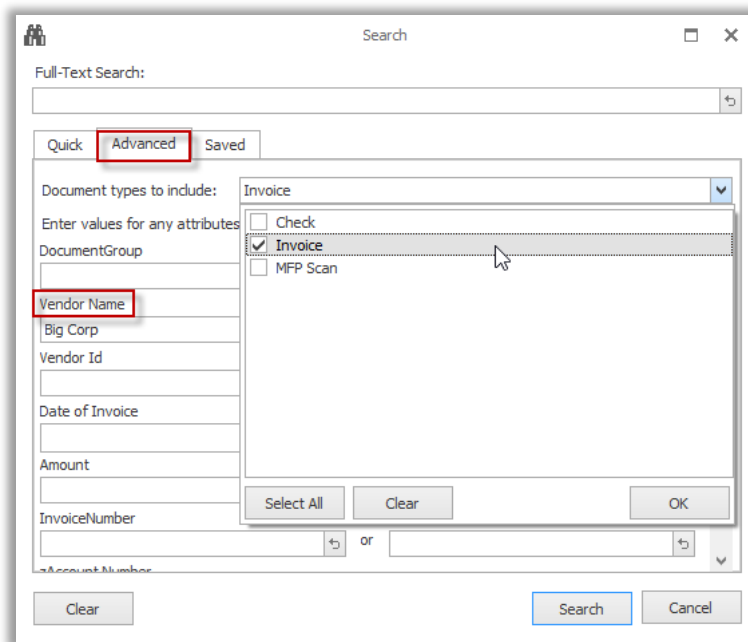 Search
Full-Text Search:
Quick Advanced Saved
Document types to include: Invoice
Enter values for any attributes
Check
Invoice
MFP Scan
DocumentGroup
Vendor Name
Big Corp
Vendor Id
Date of Invoice
Amount
Select All Clear OK
InvoiceNumber
or
zAccount Number
Clear Search Cancel